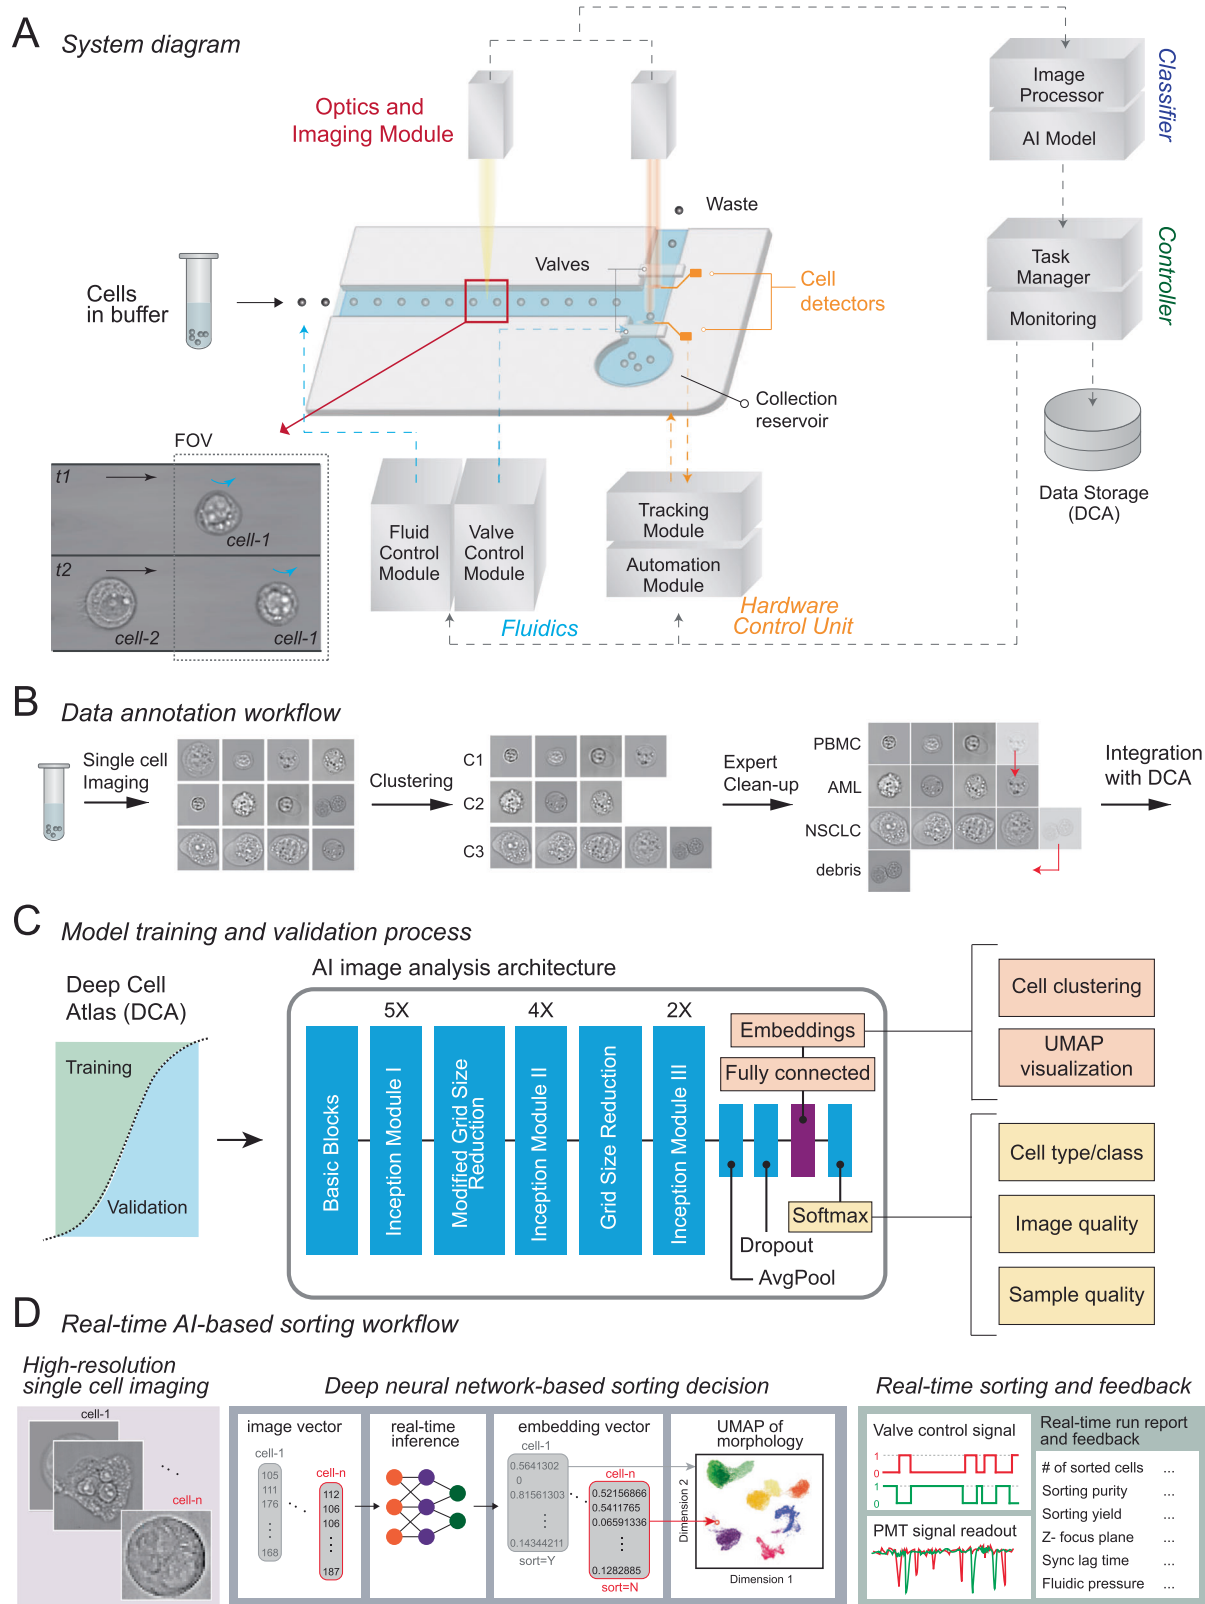 A
System diagram
Optics and
Imaging Module
Image
Processor
AI Model
Classifier
Waste
Valves
Cells
in buffer
Cell
detectors
Task
Manager
Monitoring
Controller
Collection
reservoir
FOV
t1
cell-1
t2
cell-2
cell-1
Fluid
Control
Module
Valve
Control
Module
Fluidics
Tracking
Module
Automation
Module
Hardware
Control Unit
Data Storage
(DCA)
B
Data annotation workflow
Single cell
Imaging
Clustering
C1
C2
C3
Expert
Clean-up
PBMC
AML
NSCLC
debris
Integration
with DCA
C
Model training and validation process
Deep Cell
Atlas (DCA)
Training
Validation
AI image analysis architecture
5X
4X
2X
Basic Blocks
Inception Module I
Modified Grid Size
Reduction
Inception Module II
Grid Size Reduction
Inception Module III
Embeddings
Fully connected
Softmax
Dropout
AvgPool
Cell clustering
UMAP
visualization
Cell type/class
Image quality
Sample quality
D
Real-time AI-based sorting workflow
High-resolution
single cell imaging
cell-1
cell-n
Deep neural network-based sorting decision
image vector
cell-1
105
111
176
168
cell-n
112
106
106
187
real-time
inference
embedding vector
cell-1
0.5641302
0
0.81561303
0.14344211
sort=Y
cell-n
0.52156866
0.5411765
0.06591336
0.1282885
sort=N
UMAP of
morphology
Dimension 2
Dimension 1
Real-time sorting and feedback
Valve control signal
1
0
1
0
PMT signal readout
Real-time run report
and feedback
# of sorted cells ...
Sorting purity ...
Sorting yield ...
Z- focus plane ...
Sync lag time ...
Fluidic pressure ...